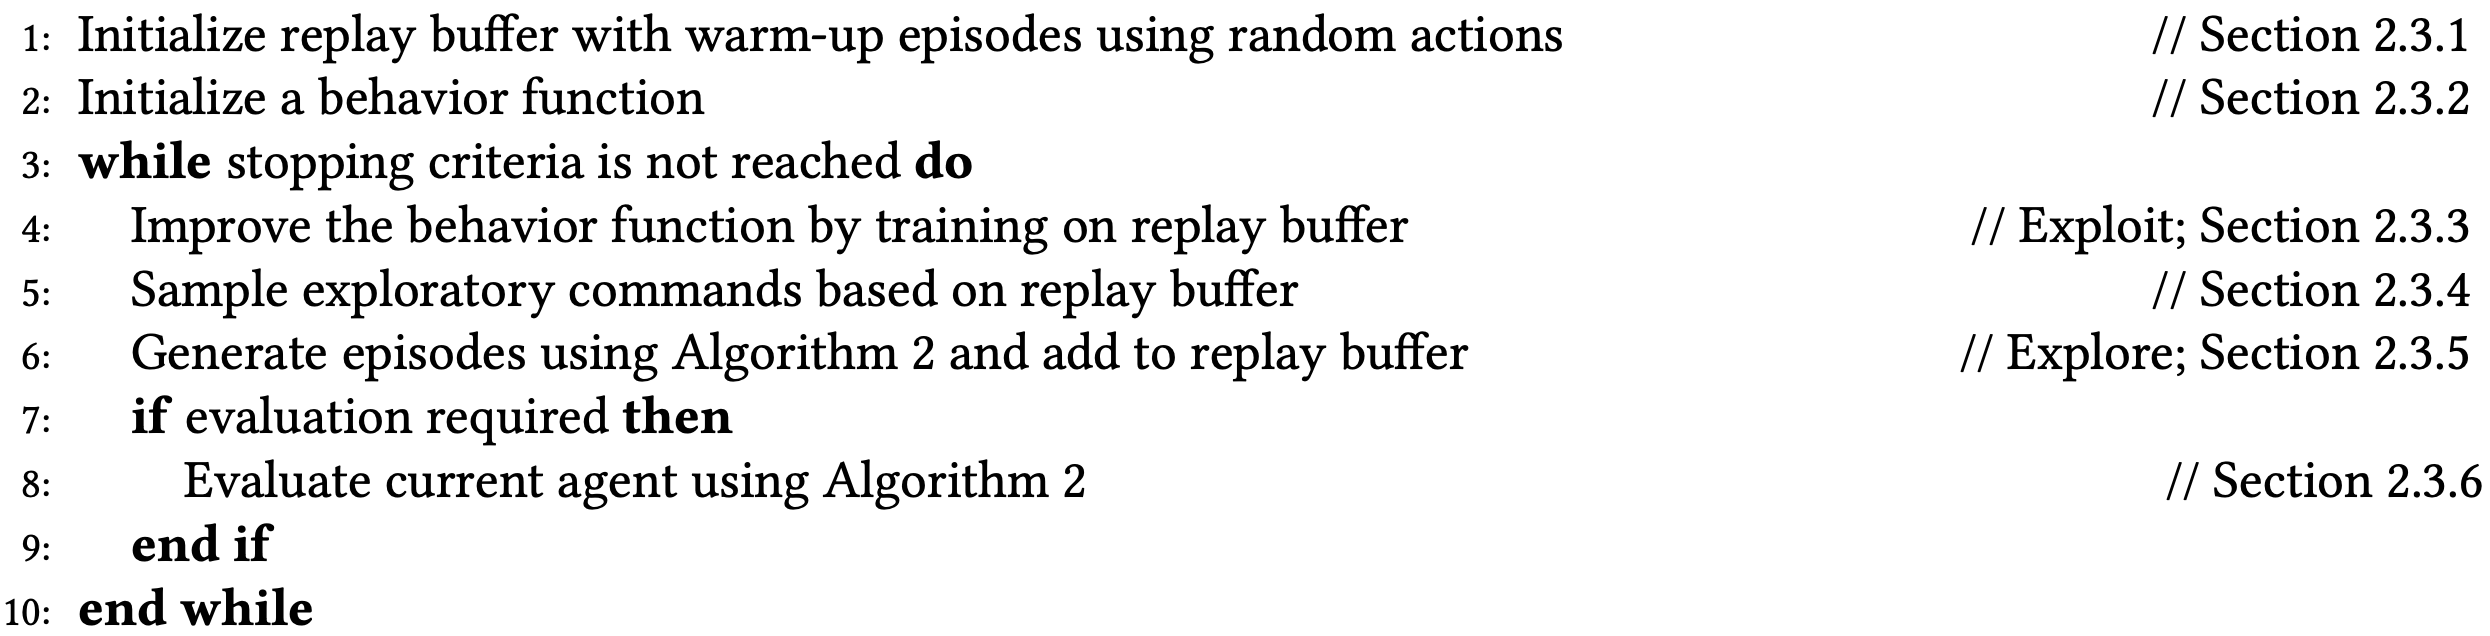 1: Initialize replay buffer with warm-up episodes using random actions // Section 2.3.1
2: Initialize a behavior function // Section 2.3.2
3: while stopping criteria is not reached do
4: Improve the behavior function by training on replay buffer // Exploit; Section 2.3.3
5: Sample exploratory commands based on replay buffer // Section 2.3.4
6: Generate episodes using Algorithm 2 and add to replay buffer // Explore; Section 2.3.5
7: if evaluation required then
8: Evaluate current agent using Algorithm 2 // Section 2.3.6
9: end if
10: end while